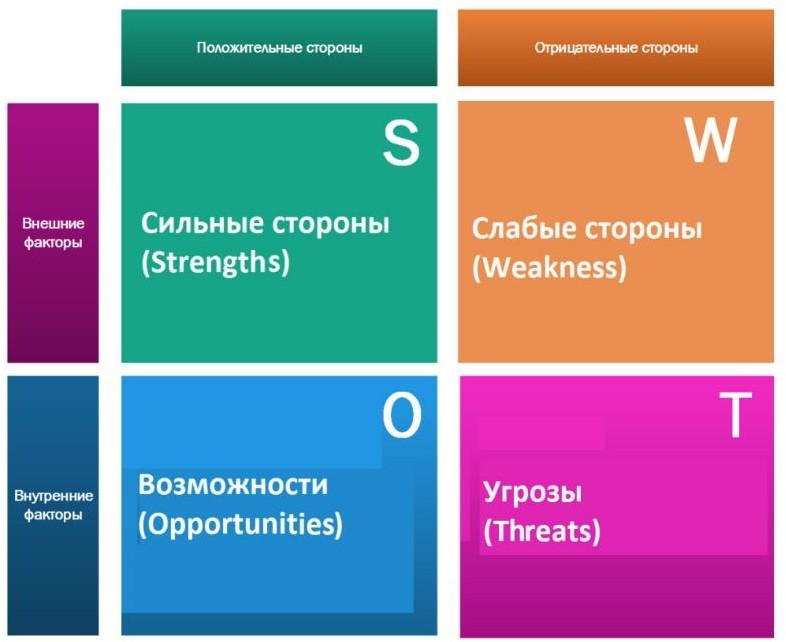 Положительные стороны
Отрицательные стороны
Внешние
факторы
S
Сильные стороны
(Strengths)
W
Слабые стороны
(Weakness)
Внутренние
факторы
O
Возможности
(Opportunities)
T
Угрозы
(Threats)